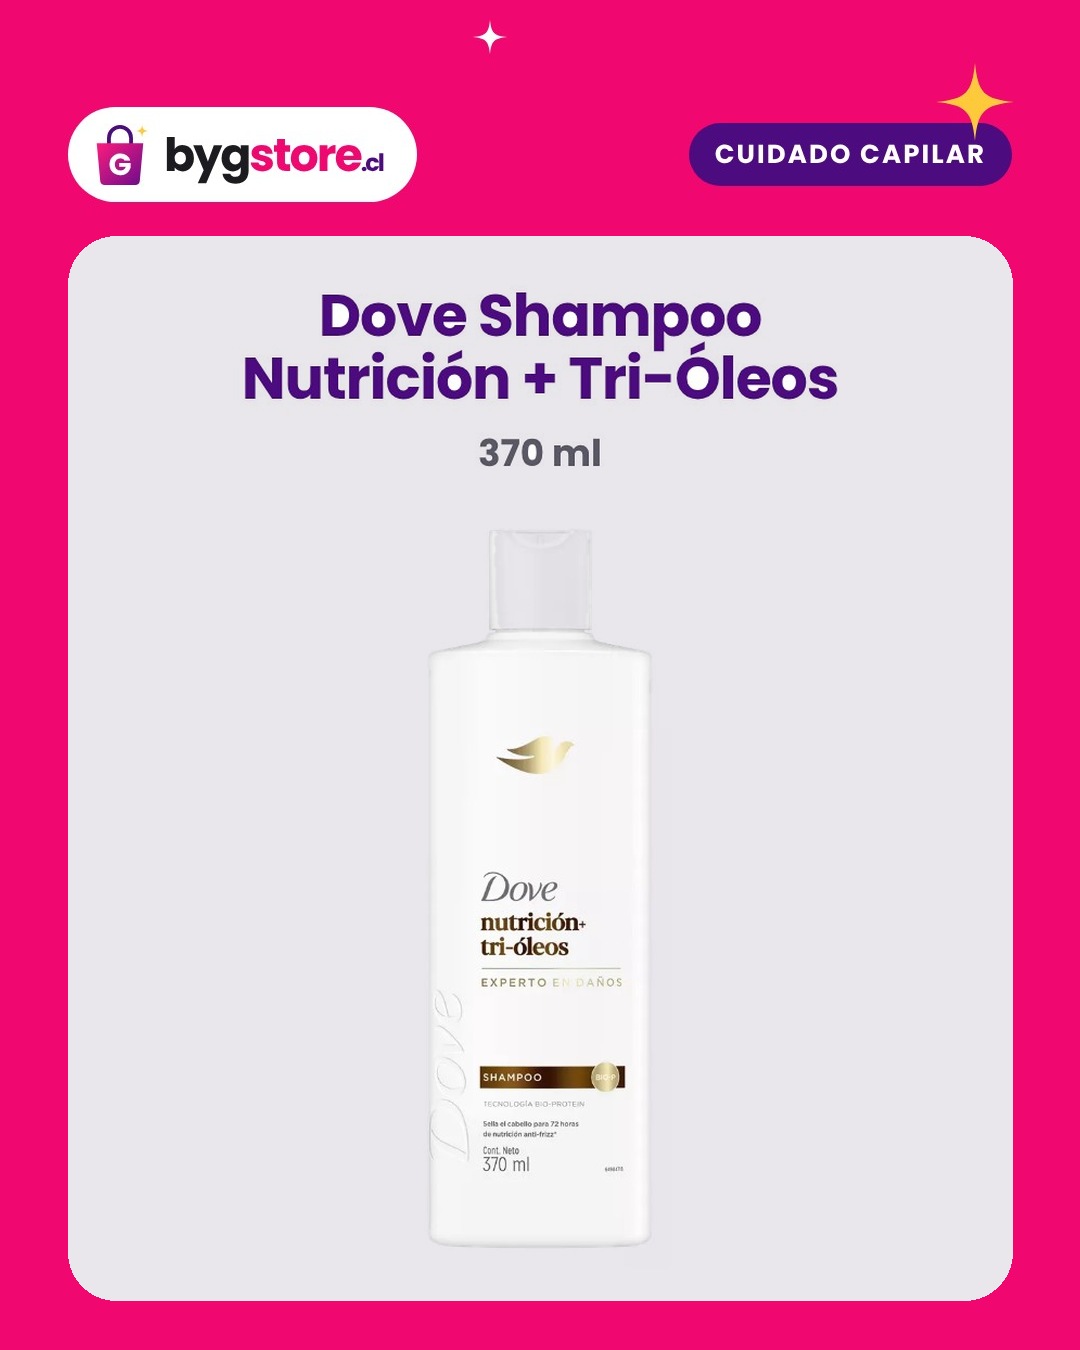 G bygstore.cl
CUIDADO CAPILAR
Dove Shampoo
Nutrición + Tri-Óleos
370 ml
Dove
nutrición+
tri-óleos
EXPERTO EN DAÑOS
Dove
SHAMPOO
BIO-P
TECNOLOGÍA BIO-PROTEIN
Sella el cabello para 72 horas
de nutrición anti-frizz*
Cont. Neto
370 ml